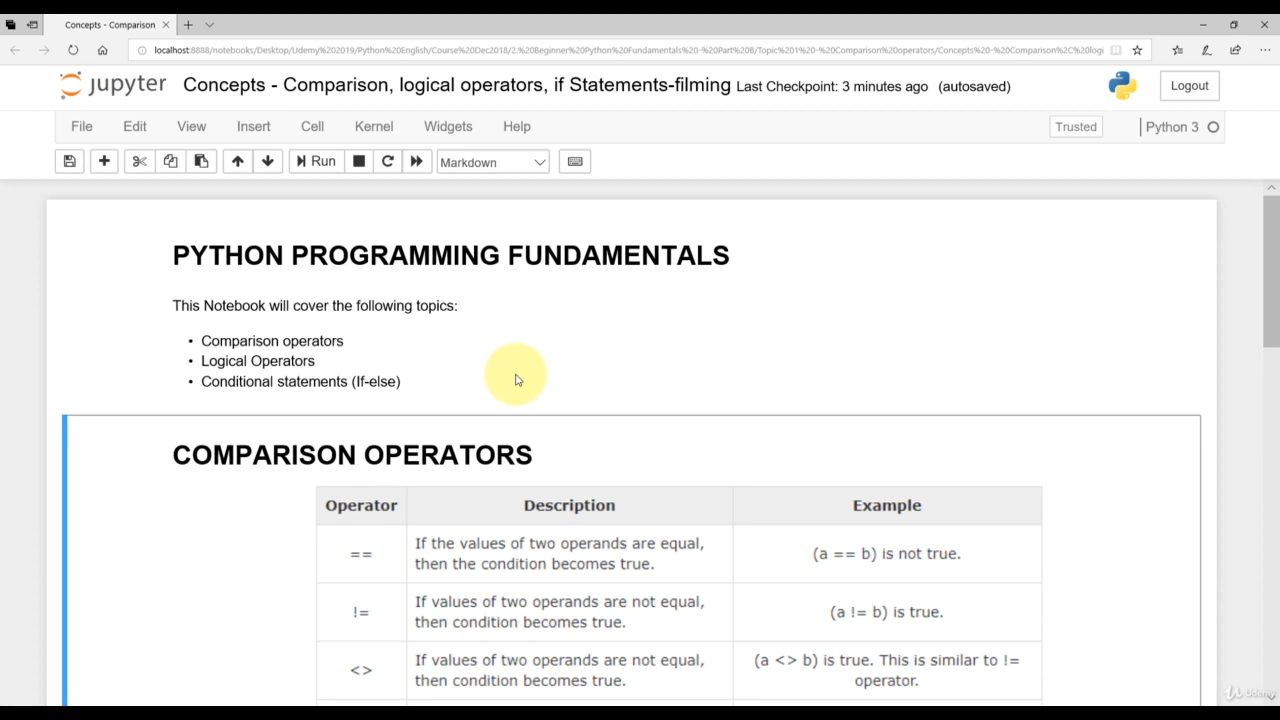 Concepts - Comparison
localhost:8888/notebooks/Desktop/Udemy%202019/Python%20English/Course%20Dec2018/2.%20Beginner%20Python%20Fundamentals%20-%20Part%20B/Topic%201%20-%20Comparison%20operators/Concepts%20-%20Comparison%2C%20logi
jupyter Concepts - Comparison, logical operators, if Statements-filming Last Checkpoint: 3 minutes ago (autosaved)
Logout
File Edit View Insert Cell Kernel Widgets Help
Trusted
Python 3
Run
Markdown
PYTHON PROGRAMMING FUNDAMENTALS
This Notebook will cover the following topics:
• Comparison operators
• Logical Operators
• Conditional statements (If-else)
COMPARISON OPERATORS
Operator Description Example
== If the values of two operands are equal, (a == b) is not true.
then the condition becomes true.
!= If values of two operands are not equal, (a != b) is true.
then condition becomes true.
<> If values of two operands are not equal, (a <> b) is true. This is similar to !=
then condition becomes true. operator.
Udemy